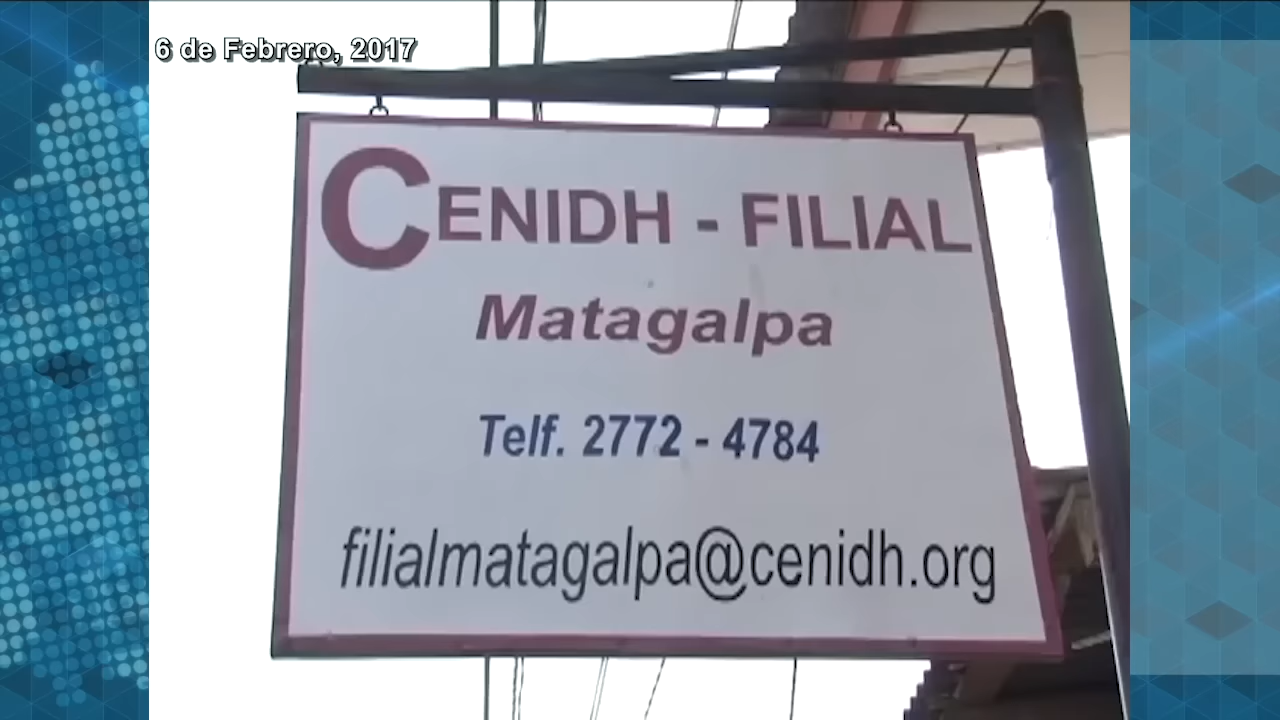 6 de Febrero, 2017
CENIDH - FILIAL
Matagalpa
Telf. 2772 - 4784
filialmatagalpa@cenidh.org